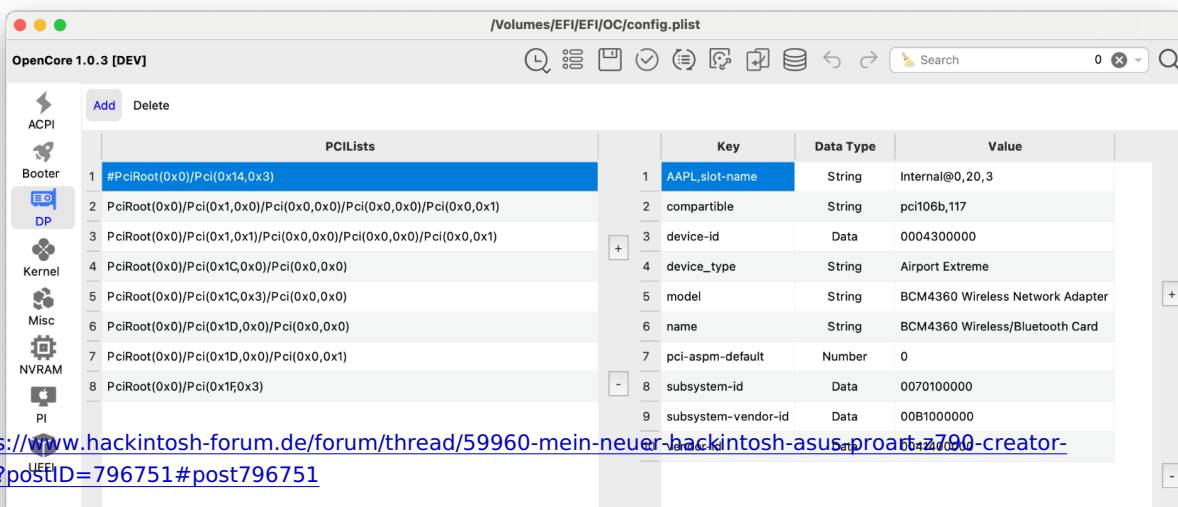 /Volumes/EFI/EFI/OC/config.plist
OpenCore 1.0.3 [DEV]
Search
0
ACPI
Booter
DP
Kernel
Misc
NVRAM
PI
UEFI
Add Delete
PCILists
1 #PciRoot(0x0)/Pci(0x14,0x3)
2 PciRoot(0x0)/Pci(0x1,0x0)/Pci(0x0,0x0)/Pci(0x0,0x0)/Pci(0x0,0x1)
3 PciRoot(0x0)/Pci(0x1,0x1)/Pci(0x0,0x0)/Pci(0x0,0x0)/Pci(0x0,0x1)
4 PciRoot(0x0)/Pci(0x1C,0x0)/Pci(0x0,0x0)
5 PciRoot(0x0)/Pci(0x1C,0x3)/Pci(0x0,0x0)
6 PciRoot(0x0)/Pci(0x1D,0x0)/Pci(0x0,0x0)
7 PciRoot(0x0)/Pci(0x1D,0x0)/Pci(0x0,0x1)
8 PciRoot(0x0)/Pci(0x1F,0x3)
+
-
Key Data Type Value
1 AAPL,slot-name String Internal@0,20,3
2 compartible String pci106b,117
3 device-id Data 0004300000
4 device_type String Airport Extreme
5 model String BCM4360 Wireless Network Adapter
6 name String BCM4360 Wireless/Bluetooth Card
7 pci-aspm-default Number 0
8 subsystem-id Data 0070100000
9 subsystem-vendor-id Data 00B1000000
10 vendor-id Data 0041400000
+
-
s://www.hackintosh-forum.de/forum/thread/59960-mein-neuer-hackintosh-asus-proart-z790-creator-
?postID=796751#post796751